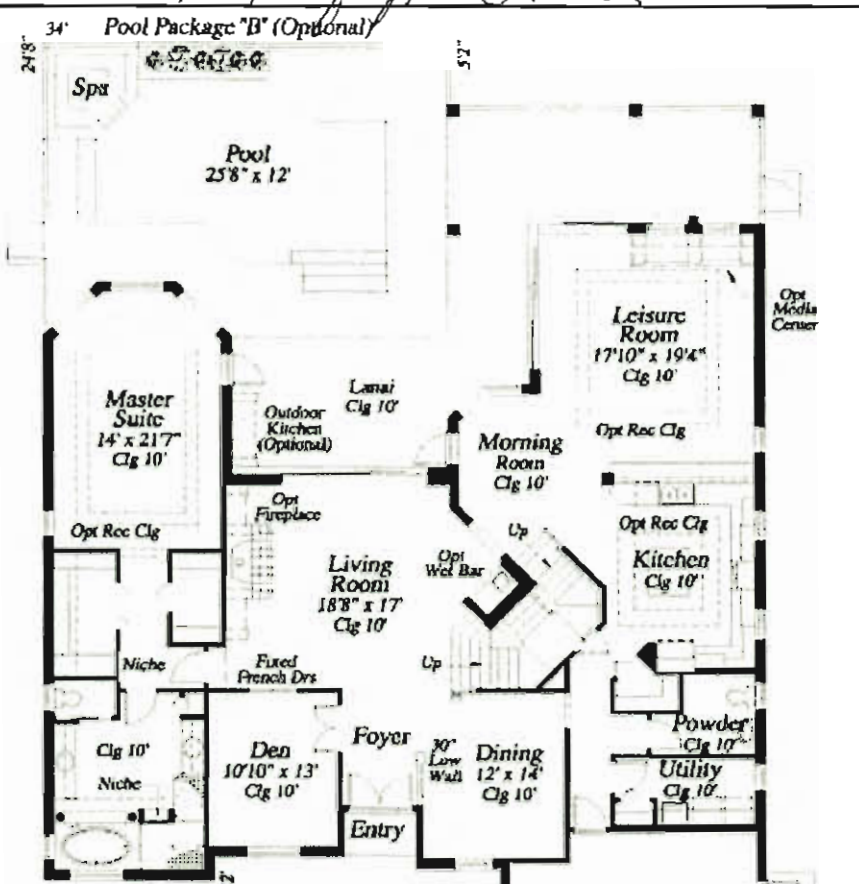 34' Pool Package "B" (Optional)
24'8"
5'2"
Spa
Pool
25'8" x 12'
Leisure
Room
17'10" x 19'4"
Clg 10'
Opt
Media
Center
Master
Suite
14' x 21'7"
Clg 10'
Lanai
Clg 10'
Outdoor
Kitchen
(Optional)
Opt Rec Clg
Morning
Room
Clg 10'
Opt
Fireplace
Opt Rec Clg
Up
Opt Rec Clg
Kitchen
Clg 10'
Living
Room
18'8" x 17'
Clg 10'
Opt
Wet Bar
Niche
Fixed
French Drs
Up
Clg 10'
Niche
Den
10'10" x 13'
Clg 10'
Foyer
30"
Low
Wall
Dining
12' x 14'
Clg 10'
Powder
Clg 10'
Utility
Clg 10'
Entry
2'